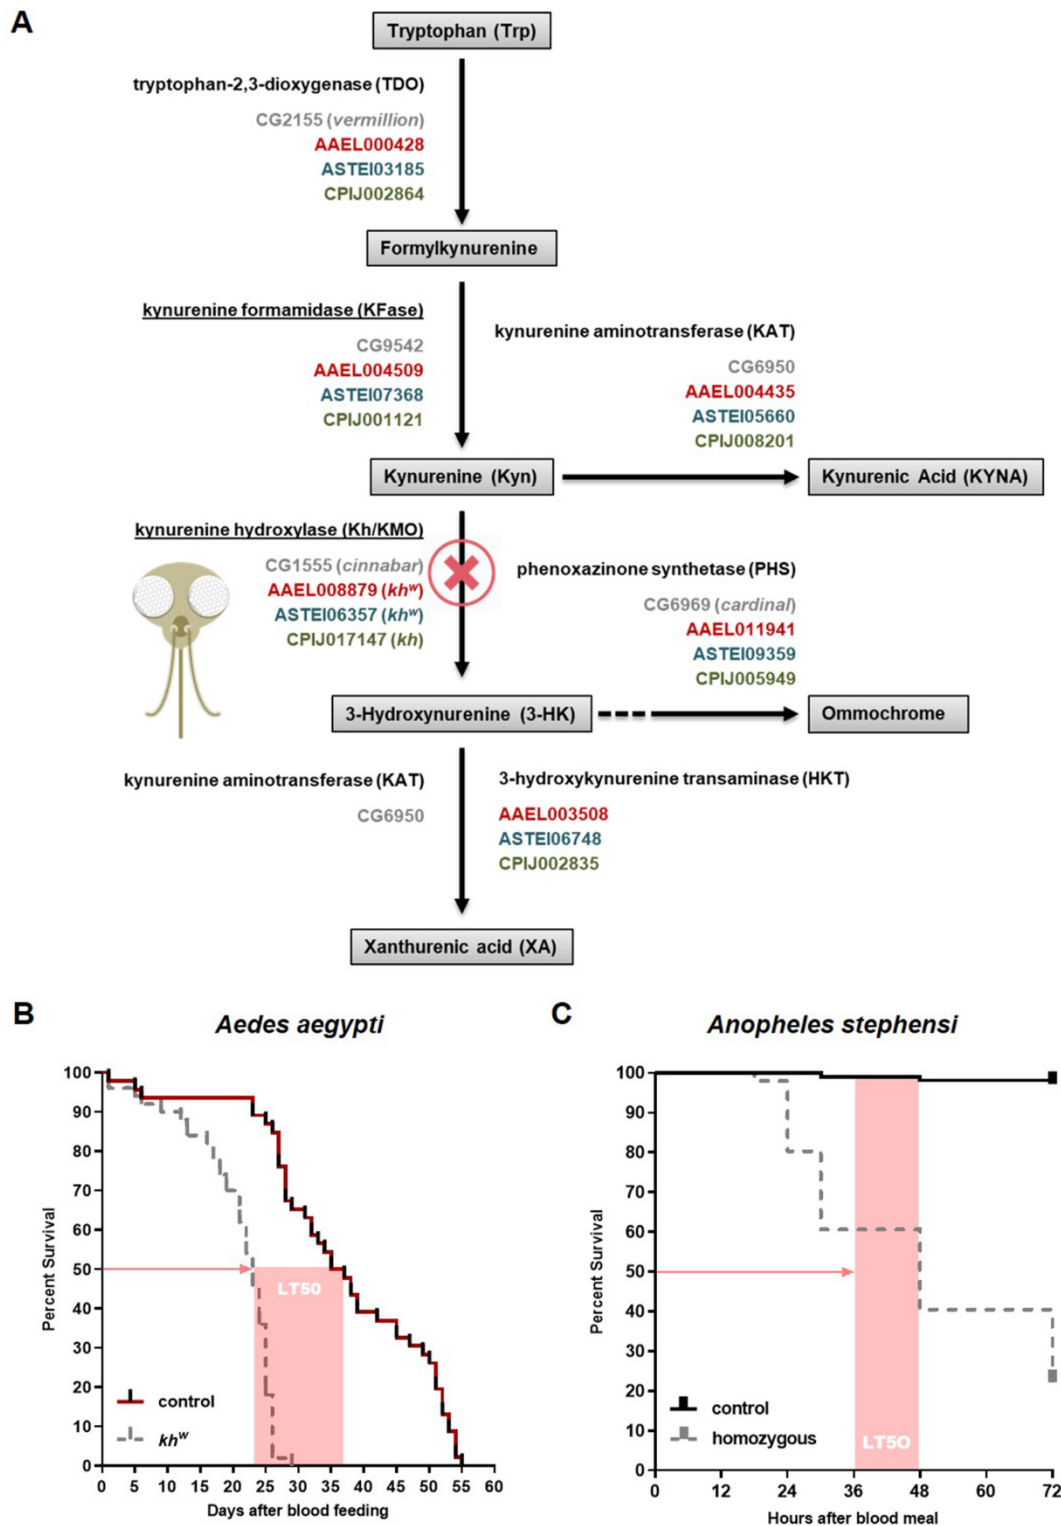 A
Tryptophan (Trp)
tryptophan-2,3-dioxygenase (TDO)
CG2155 (vermillion)
AAEL000428
ASTEI03185
CPIJ002864
Formylkynurenine
kynurenine formamidase (KFase)
CG9542
AAEL004509
ASTEI07368
CPIJ001121
kynurenine aminotransferase (KAT)
CG6950
AAEL004435
ASTEI05660
CPIJ008201
Kynurenine (Kyn)
Kynurenic Acid (KYNA)
kynurenine hydroxylase (Kh/KMO)
CG1555 (cinnabar)
AAEL008879 (khʷ)
ASTEI06357 (khʷ)
CPIJ017147 (kh)
phenoxazinone synthetase (PHS)
CG6969 (cardinal)
AAEL011941
ASTEI09359
CPIJ005949
3-Hydroxynurenine (3-HK)
Ommochrome
kynurenine aminotransferase (KAT)
CG6950
3-hydroxykynurenine transaminase (HKT)
AAEL003508
ASTEI06748
CPIJ002835
Xanthurenic acid (XA)
B
Aedes aegypti
Percent Survival
100
90
80
70
60
50
40
30
20
10
0
LT50
control
khᵂ
0 5 10 15 20 25 30 35 40 45 50 55 60
Days after blood feeding
C
Anopheles stephensi
Percent Survival
100
90
80
70
60
50
40
30
20
10
0
control
homozygous
LT5O
0 12 24 36 48 60 72
Hours after blood meal